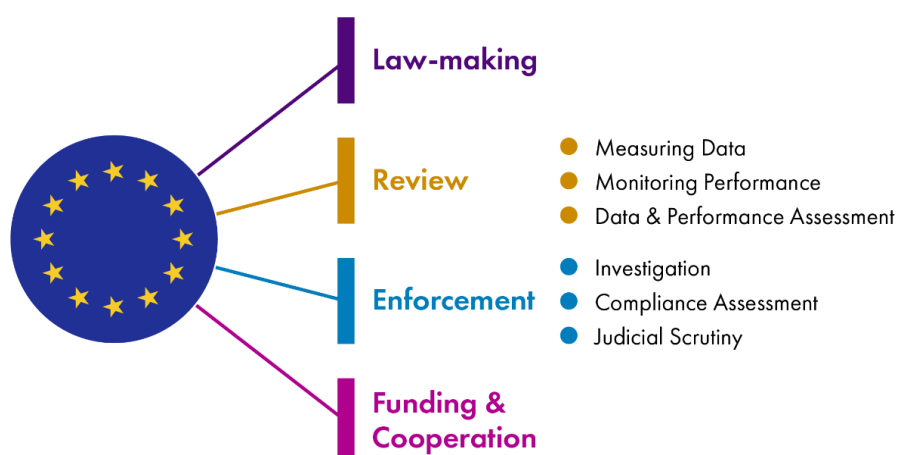 Law-making
Review
Measuring Data
Monitoring Performance
Data & Performance Assessment
Enforcement
Investigation
Compliance Assessment
Judicial Scrutiny
Funding &
Cooperation